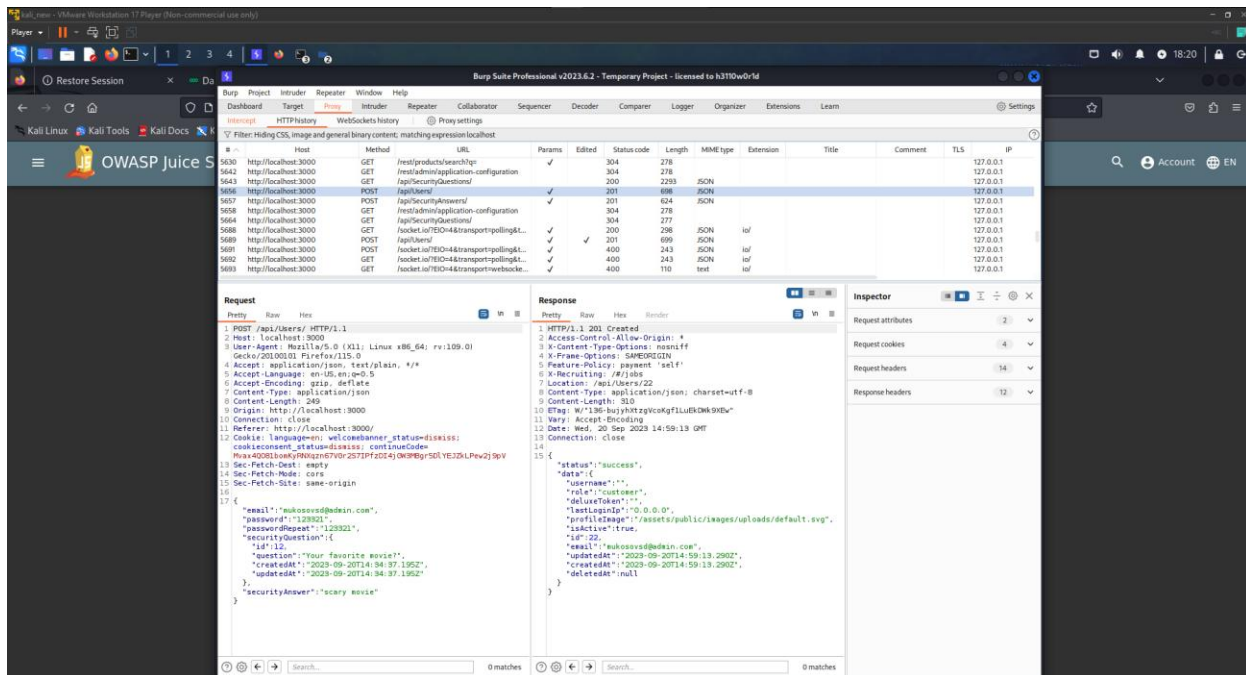 kali_new - VMware Workstation 17 Player (Non-commercial use only)
Player
1 2 3 4
18:20
Restore Session
Da
Burp Suite Professional v2023.6.2 - Temporary Project - licensed to h3110w0r1d
Burp Project Intruder Repeater Window Help
Dashboard Target Proxy Intruder Repeater Collaborator Sequencer Decoder Comparer Logger Organizer Extensions Learn
Settings
Intercept HTTP history WebSockets history Proxy settings
Kali Linux Kali Tools Kali Docs K
Filter: Hiding CSS, image and general binary content; matching expression localhost
# Host Method URL Params Edited Status code Length MIME type Extension Title Comment TLS IP
OWASP Juice S
Account EN
5630 http://localhost:3000 GET /rest/products/search?q= ✓ 304 278 127.0.0.1
5642 http://localhost:3000 GET /rest/admin/application-configuration 304 278 127.0.0.1
5643 http://localhost:3000 GET /api/SecurityQuestions/ 200 2293 JSON 127.0.0.1
5656 http://localhost:3000 POST /api/Users/ ✓ 201 698 JSON 127.0.0.1
5657 http://localhost:3000 POST /api/SecurityAnswers/ ✓ 201 624 JSON 127.0.0.1
5658 http://localhost:3000 GET /rest/admin/application-configuration 304 278 127.0.0.1
5664 http://localhost:3000 GET /api/SecurityQuestions/ 304 277 127.0.0.1
5688 http://localhost:3000 GET /socket.io/?EIO=4&transport=polling&t... ✓ 200 298 JSON io/ 127.0.0.1
5689 http://localhost:3000 POST /api/Users/ ✓ ✓ 201 699 JSON 127.0.0.1
5691 http://localhost:3000 POST /socket.io/?EIO=4&transport=polling&t... ✓ 400 243 JSON io/ 127.0.0.1
5692 http://localhost:3000 GET /socket.io/?EIO=4&transport=polling&t... ✓ 400 243 JSON io/ 127.0.0.1
5693 http://localhost:3000 GET /socket.io/?EIO=4&transport=websocke... ✓ 400 110 text io/ 127.0.0.1
Request
Pretty Raw Hex
\n
1 POST /api/Users/ HTTP/1.1
2 Host: localhost:3000
3 User-Agent: Mozilla/5.0 (X11; Linux x86_64; rv:109.0)
Gecko/20100101 Firefox/115.0
4 Accept: application/json, text/plain, */*
5 Accept-Language: en-US,en;q=0.5
6 Accept-Encoding: gzip, deflate
7 Content-Type: application/json
8 Content-Length: 249
9 Origin: http://localhost:3000
10 Connection: close
11 Referer: http://localhost:3000/
12 Cookie: language=en; welcomebanner_status=dismiss;
cookieconsent_status=dismiss; continueCode=
13 Sec-Fetch-Dest: empty
14 Sec-Fetch-Mode: cors
15 Sec-Fetch-Site: same-origin
16
17 {
"email":"mukosovsd@admin.com",
"password":"123321",
"passwordRepeat":"123321",
"securityQuestion":{
"id":12,
"question":"Your favorite movie?",
"createdAt":"2023-09-20T14:34:37.195Z",
"updatedAt":"2023-09-20T14:34:37.195Z"
},
"securityAnswer":"scary movie"
}
Search... 0 matches
Response
Pretty Raw Hex Render
\n
1 HTTP/1.1 201 Created
2 Access-Control-Allow-Origin: *
3 X-Content-Type-Options: nosniff
4 X-Frame-Options: SAMEORIGIN
5 Feature-Policy: payment 'self'
6 X-Recruiting: /#/jobs
7 Location: /api/Users/22
8 Content-Type: application/json; charset=utf-8
9 Content-Length: 310
10 ETag:
11 Vary: Accept-Encoding
12 Date: Wed, 20 Sep 2023 14:59:13 GMT
13 Connection: close
14
15 {
"status":"success",
"data":{
"username":"",
"role":"customer",
"deluxeToken":"",
"lastLoginIp":"0.0.0.0",
"profileImage":"/assets/public/images/uploads/default.svg",
"isActive":true,
"id":22,
"email":"mukosovsd@admin.com",
"updatedAt":"2023-09-20T14:59:13.290Z",
"createdAt":"2023-09-20T14:59:13.290Z",
"deletedAt":null
}
}
Search... 0 matches
Inspector
Request attributes 2
Request cookies 4
Request headers 14
Response headers 12